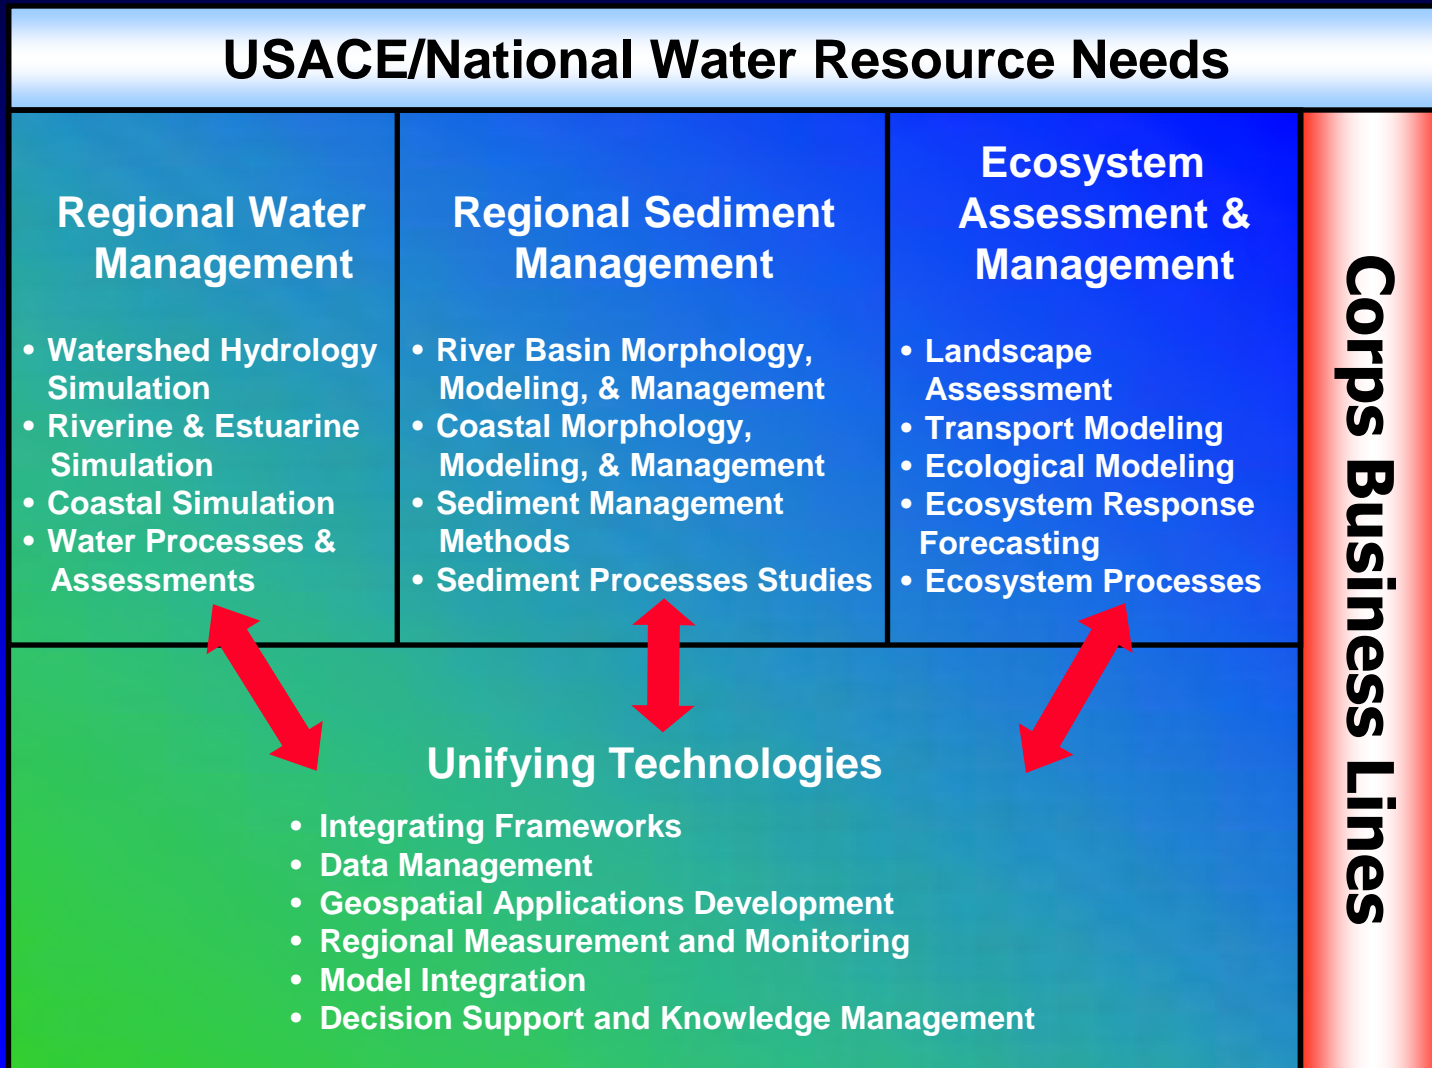 USACE/National Water Resource Needs
Regional Water
Management
• Watershed Hydrology
Simulation
• Riverine & Estuarine
Simulation
• Coastal Simulation
• Water Processes &
Assessments
Regional Sediment
Management
• River Basin Morphology,
Modeling, & Management
• Coastal Morphology,
Modeling, & Management
• Sediment Management
Methods
• Sediment Processes Studies
Ecosystem
Assessment &
Management
• Landscape
Assessment
• Transport Modeling
• Ecological Modeling
• Ecosystem Response
Forecasting
• Ecosystem Processes
Unifying Technologies
• Integrating Frameworks
• Data Management
• Geospatial Applications Development
• Regional Measurement and Monitoring
• Model Integration
• Decision Support and Knowledge Management
Corps Business Lines